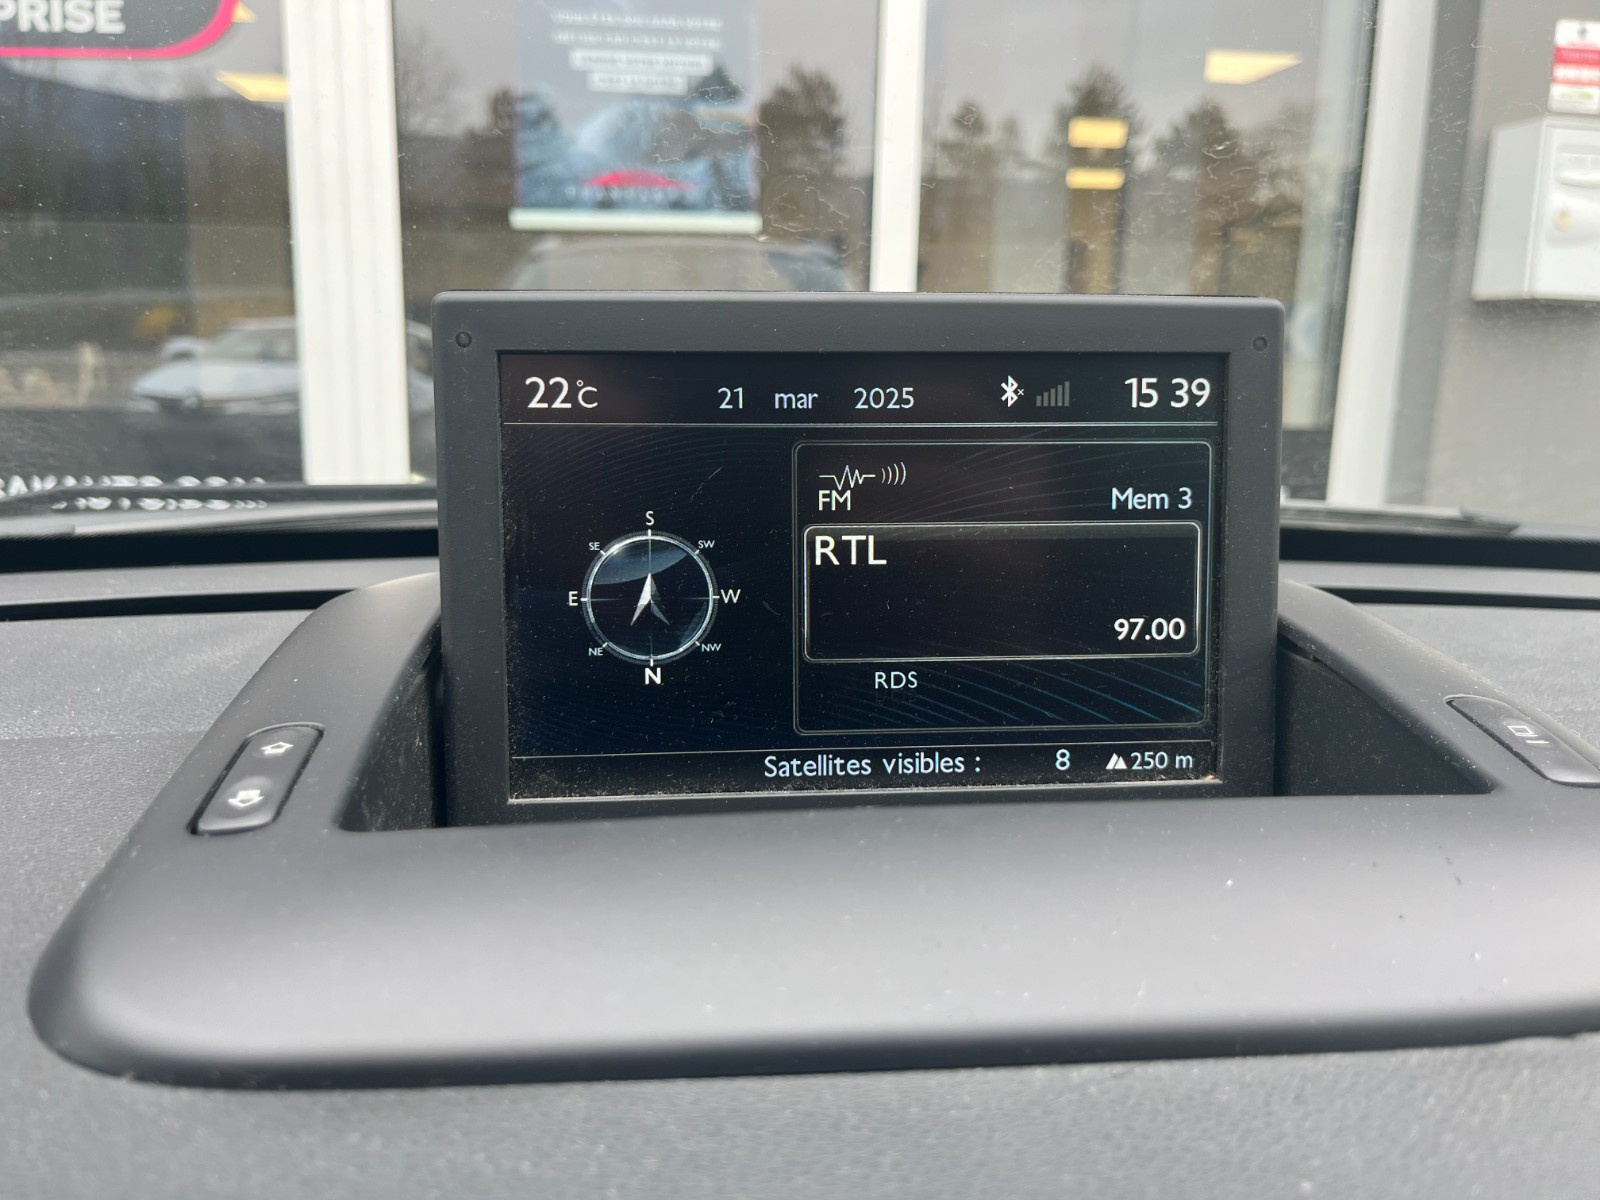 PRISE
22°C 21 mar 2025 15 39
FM Mem 3
RTL
97.00
RDS
S
SE SW
E W
NE NW
N
Satellites visibles : 8 250 m